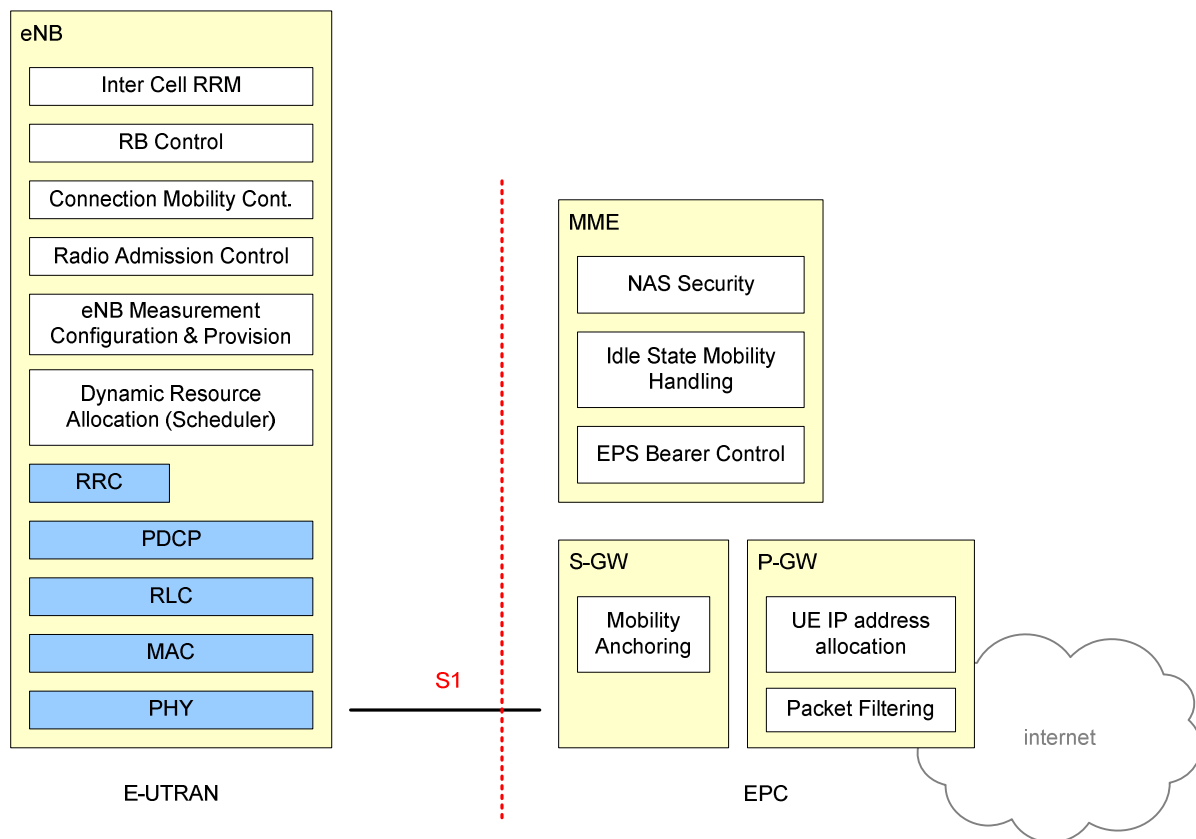 eNB
Inter Cell RRM
RB Control
Connection Mobility Cont.
Radio Admission Control
eNB Measurement
Configuration & Provision
Dynamic Resource
Allocation (Scheduler)
RRC
PDCP
RLC
MAC
PHY
S1
MME
NAS Security
Idle State Mobility
Handling
EPS Bearer Control
S-GW
Mobility
Anchoring
P-GW
UE IP address
allocation
Packet Filtering
internet
E-UTRAN
EPC